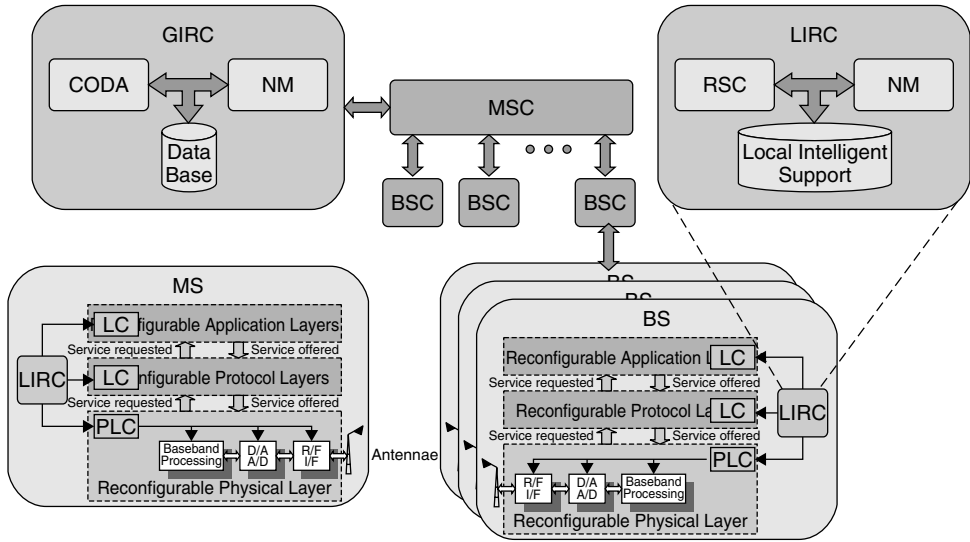 GIRC
CODA
NM
Data
Base
MSC
BSC
BSC
BSC
LIRC
RSC
NM
Local Intelligent
Support
MS
LC
figurable Application Layers
Service requested
Service offered
LIRC
LC
nfigurable Protocol Layers
Service requested
Service offered
PLC
Baseband
Processing
D/A
A/D
R/F
I/F
Reconfigurable Physical Layer
Antennae
BS
BS
BS
Reconfigurable Application L
LC
Service requested
Service offered
Reconfigurable Protocol La
LC
LIRC
Service requested
Service offered
PLC
R/F
I/F
D/A
A/D
Baseband
Processing
Reconfigurable Physical Layer